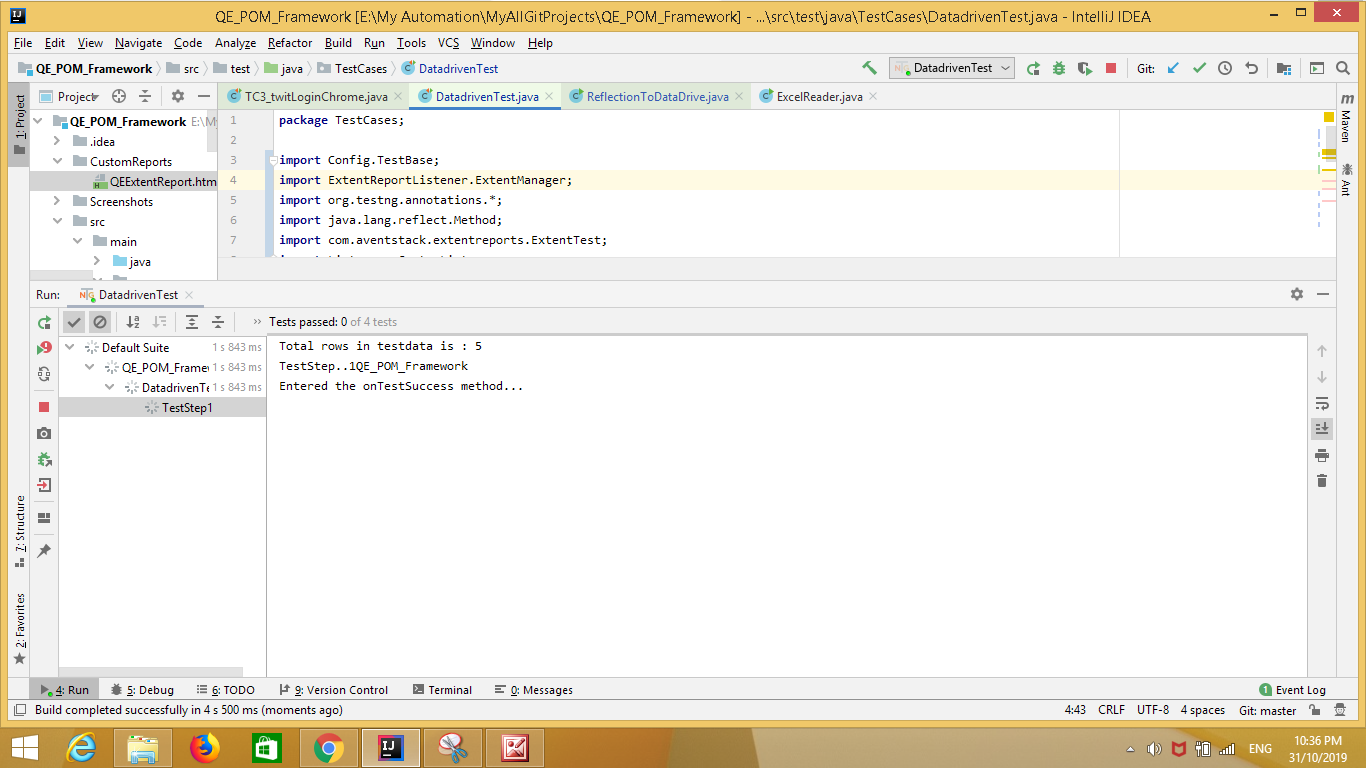 QE_POM_Framework [E:\My Automation\MyAllGitProjects\QE_POM_Framework] - ...\src\test\java\TestCases\DatadrivenTest.java - IntelliJ IDEA
File Edit View Navigate Code Analyze Refactor Build Run Tools VCS Window Help
QE_POM_Framework src test java TestCases DatadrivenTest DatadrivenTest Git:
1: Project
Project
TC3_twitLoginChrome.java DatadrivenTest.java ReflectionToDataDrive.java ExcelReader.java
QE_POM_Framework E:\My
.idea
CustomReports
QEExtentReport.htm
Screenshots
src
main
java
1 package TestCases;
2
3 import Config.TestBase;
4 import ExtentReportListener.ExtentManager;
5 import org.testng.annotations.*;
6 import java.lang.reflect.Method;
7 import com.aventstack.extentreports.ExtentTest;
Maven
Ant
Run: DatadrivenTest
Tests passed: 0 of 4 tests
Default Suite 1 s 843 ms
QE_POM_Framew 1 s 843 ms
DatadrivenTe 1 s 843 ms
TestStep1
Total rows in testdata is : 5
TestStep..1QE_POM_Framework
Entered the onTestSuccess method...
7: Structure
2: Favorites
4: Run 5: Debug 6: TODO 9: Version Control Terminal 0: Messages 1 Event Log
Build completed successfully in 4 s 500 ms (moments ago) 4:43 CRLF UTF-8 4 spaces Git: master
ENG
10:36 PM
31/10/2019